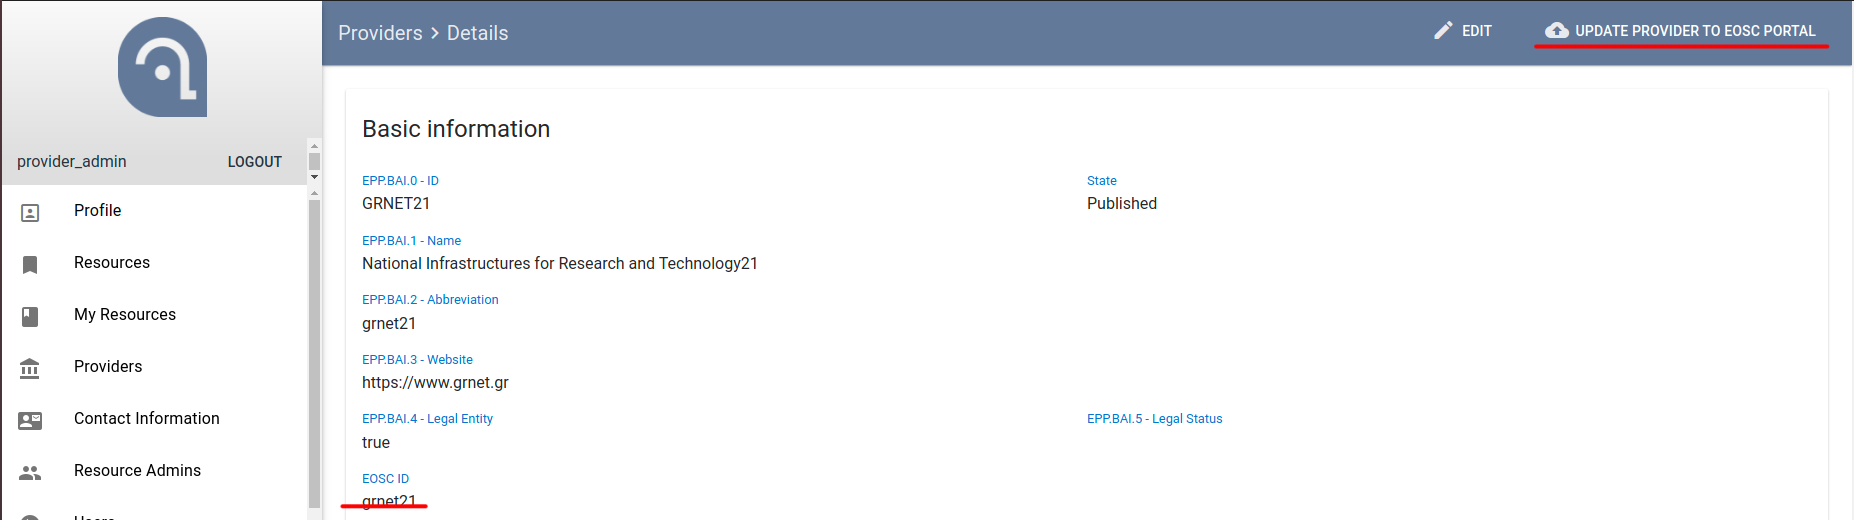 Providers > Details
EDIT
UPDATE PROVIDER TO EOSC PORTAL
provider_admin
LOGOUT
Profile
Resources
My Resources
Providers
Contact Information
Resource Admins
Users
Basic information
EPP.BAI.0 - ID
GRNET21
State
Published
EPP.BAI.1 - Name
National Infrastructures for Research and Technology21
EPP.BAI.2 - Abbreviation
grnet21
EPP.BAI.3 - Website
https://www.grnet.gr
EPP.BAI.4 - Legal Entity
true
EPP.BAI.5 - Legal Status
EOSC ID
grnet21